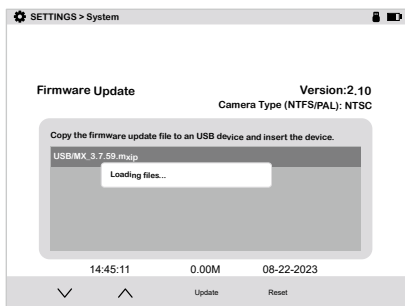 SETTINGS > System
Firmware Update
Version:2.10
Camera Type (NTFS/PAL): NTSC
Copy the firmware update file to an USB device and insert the device.
USB/MX_3.7.59.mxip
Loading files...
14:45:11 0.00M 08-22-2023
Update Reset